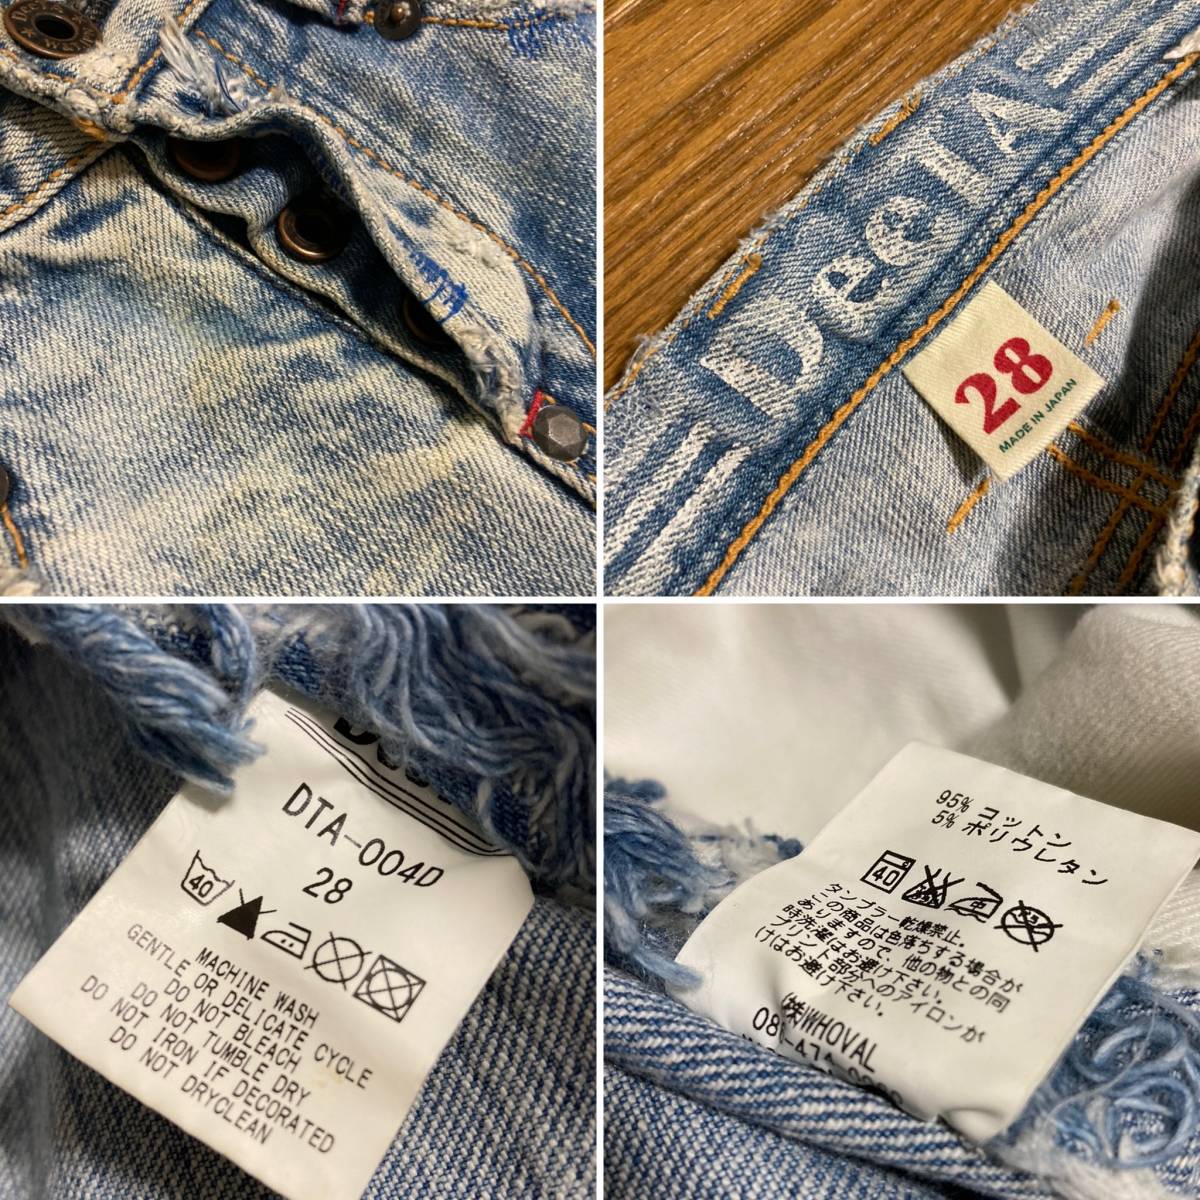 DeeTA
28
MADE IN JAPAN
DTA-004D
28
40
MACHINE WASH
GENTLE OR DELICATE CYCLE
DO NOT BLEACH
DO NOT TUMBLE DRY
DO NOT IRON IF DECORATED
DO NOT DRYCLEAN
95% コットン
5% ポリウレタン
40
タンブラー乾燥禁止。
この商品は色落ちする場合が
ありますので、他の物との同
時洗濯はお避け下さい。
プリント部分へのアイロンが
けはお避け下さい。
㈱WHOVAL